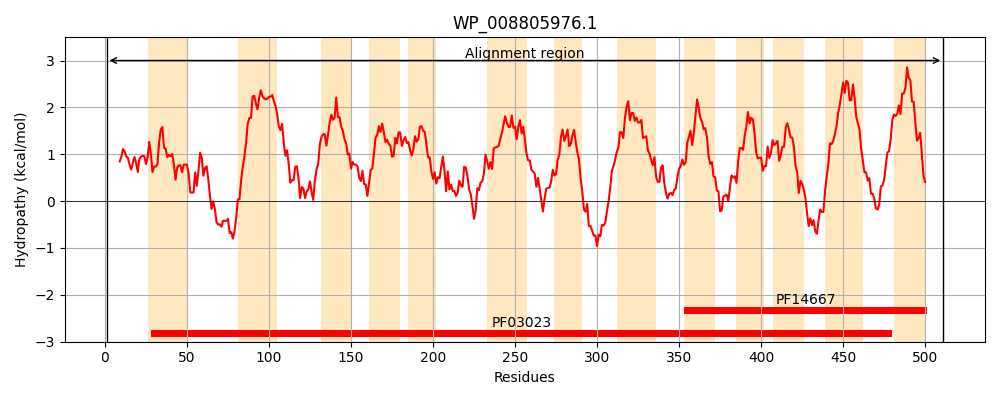 WP_008805976.1
Alignment region
Hydropathy (kcal/mol)
3
2
1
0
−1
−2
−3
PF14667
PF03023
0 50 100 150 200 250 300 350 400 450 500
Residues